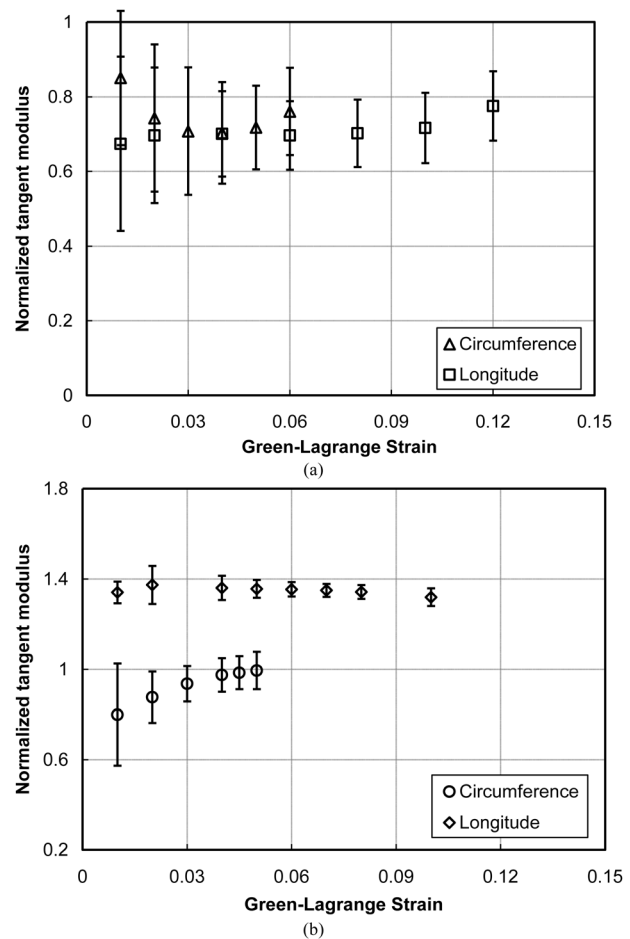 1
0.8
0.6
0.4
0.2
0
Normalized tangent modulus
Circumference
Longitude
0 0.03 0.06 0.09 0.12 0.15
Green-Lagrange Strain
(a)
1.8
1.4
1
0.6
0.2
Normalized tangent modulus
Circumference
Longitude
0 0.03 0.06 0.09 0.12 0.15
Green-Lagrange Strain
(b)